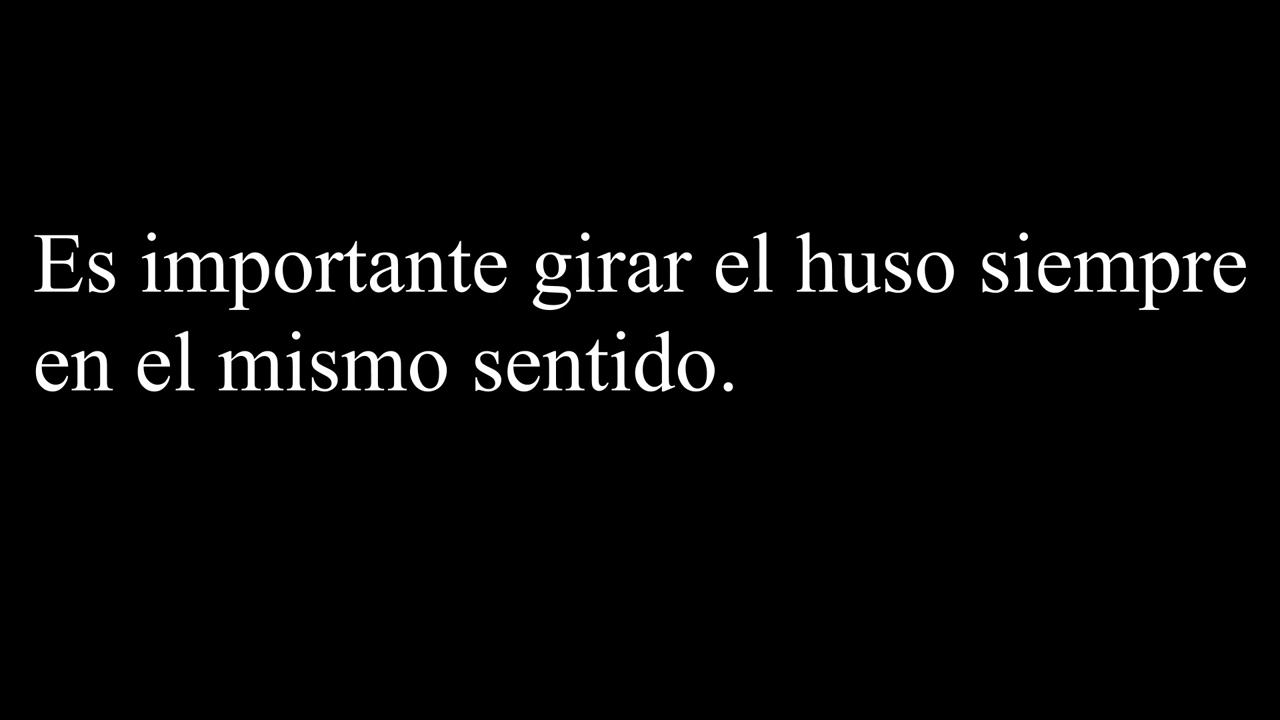 Es importante girar el huso siempre
en el mismo sentido.